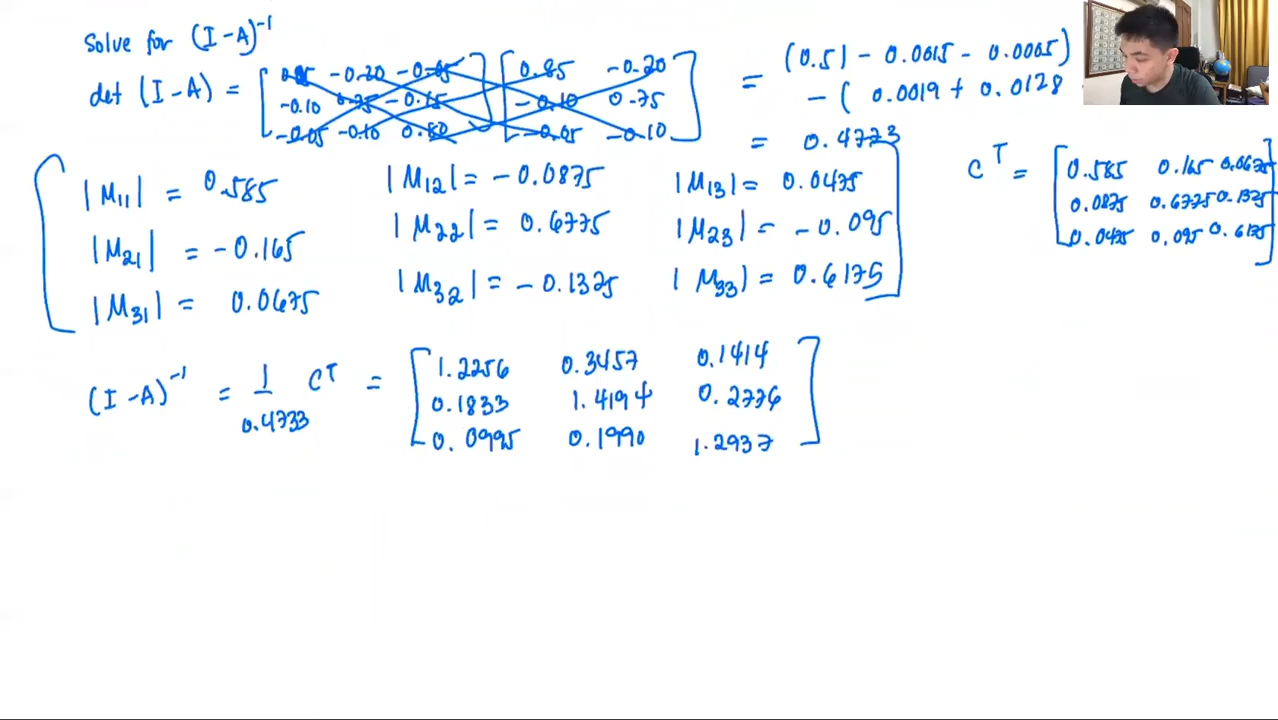 Solve for (I - A)⁻¹
det (I - A) = [0.85 -0.20 -0.05] [0.85 -0.20] = (0.51 - 0.0015 - 0.0005)
-0.10 0.75 -0.15 -0.10 0.75 - ( 0.0019 + 0.0128
-0.05 -0.10 0.80 -0.05 -0.10
= 0.4733
|M11| = 0.585 |M12| = -0.0875 |M13| = 0.0475
|M21| = -0.165 |M22| = 0.6775 |M23| = -0.095
|M31| = 0.0675 |M32| = -0.1325 |M33| = 0.6175
Cᵀ = [0.585 0.165 0.0675
0.0875 0.6775 0.1325
0.0475 0.095 0.6175]
(I - A)⁻¹ = 1/0.4733 Cᵀ = [1.2256 0.3457 0.1414
0.1833 1.4194 0.2776
0.0995 0.1990 1.2937]